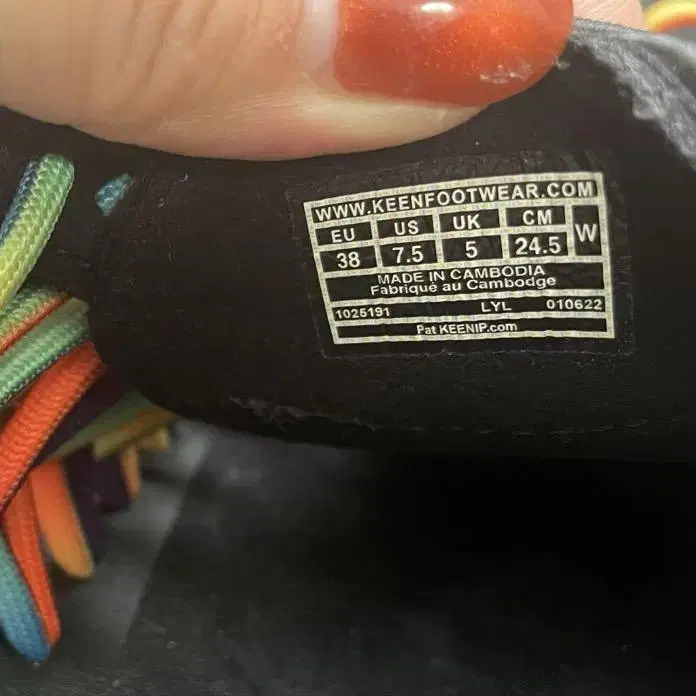 WWW.KEENFOOTWEAR.COM
EU US UK CM W
38 7.5 5 24.5
MADE IN CAMBODIA
Fabriqué au Cambodge
1025191 LYL 010622
Pat KEENIP.com